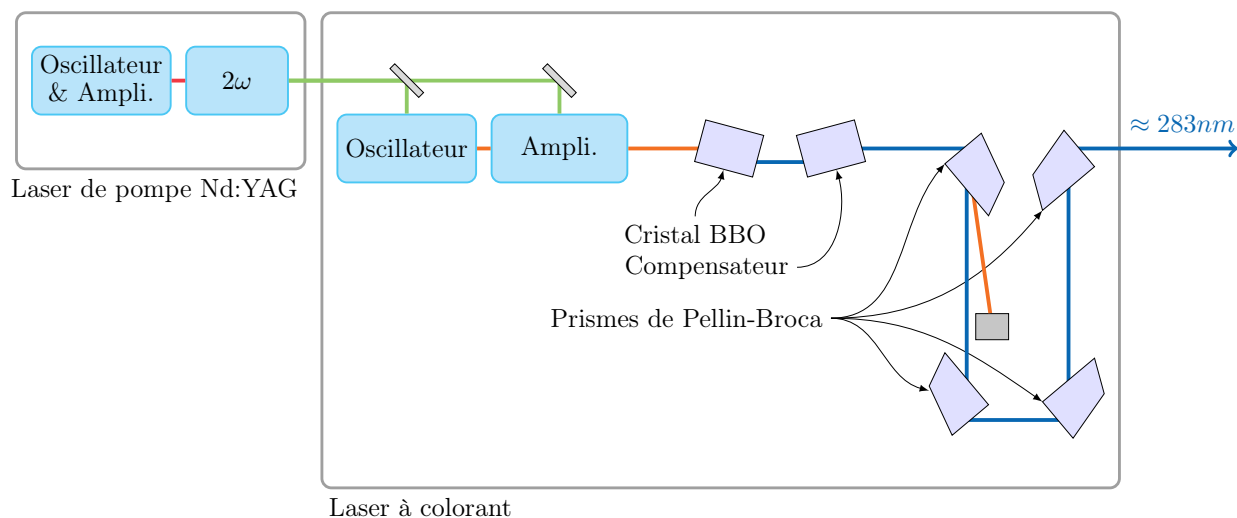 Oscillateur
& Ampli.
2ω
Laser de pompe Nd:YAG
Oscillateur
Ampli.
≈ 283nm
Cristal BBO
Compensateur
Prismes de Pellin-Broca
Laser à colorant